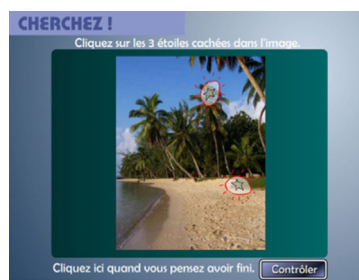 CHERCHEZ !
Cliquez sur les 3 étoiles cachées dans l'image.
Cliquez ici quand vous pensez avoir fini. Contrôler